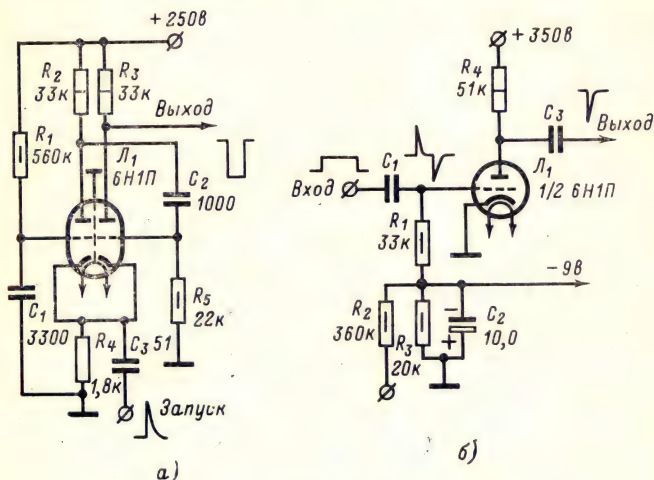 +250В
R2
33к
R3
33к
Выход
R1
560к
Л1
6Н1П
C2
1000
C1
3300
R4
1,8к
C3 51
R5
22к
Запуск
а)
+350В
R4
51к
C3
Выход
Л1
1/2 6Н1П
Вход
C1
R1
33к
-9В
R2
360к
R3
20к
C2
10,0
-
+
б)